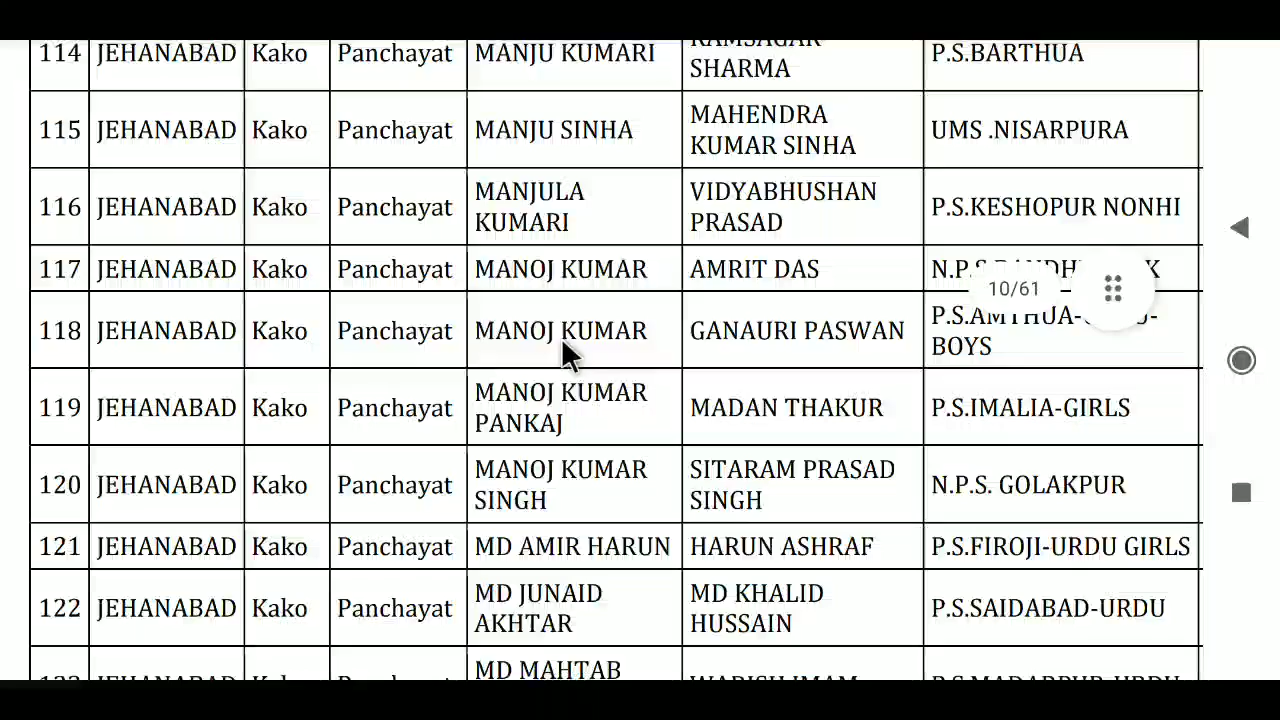 114 JEHANABAD Kako Panchayat MANJU KUMARI RAMSAGAR SHARMA P.S.BARTHUA
115 JEHANABAD Kako Panchayat MANJU SINHA MAHENDRA KUMAR SINHA UMS .NISARPURA
116 JEHANABAD Kako Panchayat MANJULA KUMARI VIDYABHUSHAN PRASAD P.S.KESHOPUR NONHI
117 JEHANABAD Kako Panchayat MANOJ KUMAR AMRIT DAS
10/61
118 JEHANABAD Kako Panchayat MANOJ KUMAR GANAURI PASWAN BOYS
119 JEHANABAD Kako Panchayat MANOJ KUMAR PANKAJ MADAN THAKUR P.S.IMALIA-GIRLS
120 JEHANABAD Kako Panchayat MANOJ KUMAR SINGH SITARAM PRASAD SINGH N.P.S. GOLAKPUR
121 JEHANABAD Kako Panchayat MD AMIR HARUN HARUN ASHRAF P.S.FIROJI-URDU GIRLS
122 JEHANABAD Kako Panchayat MD JUNAID AKHTAR MD KHALID HUSSAIN P.S.SAIDABAD-URDU
MD MAHTAB